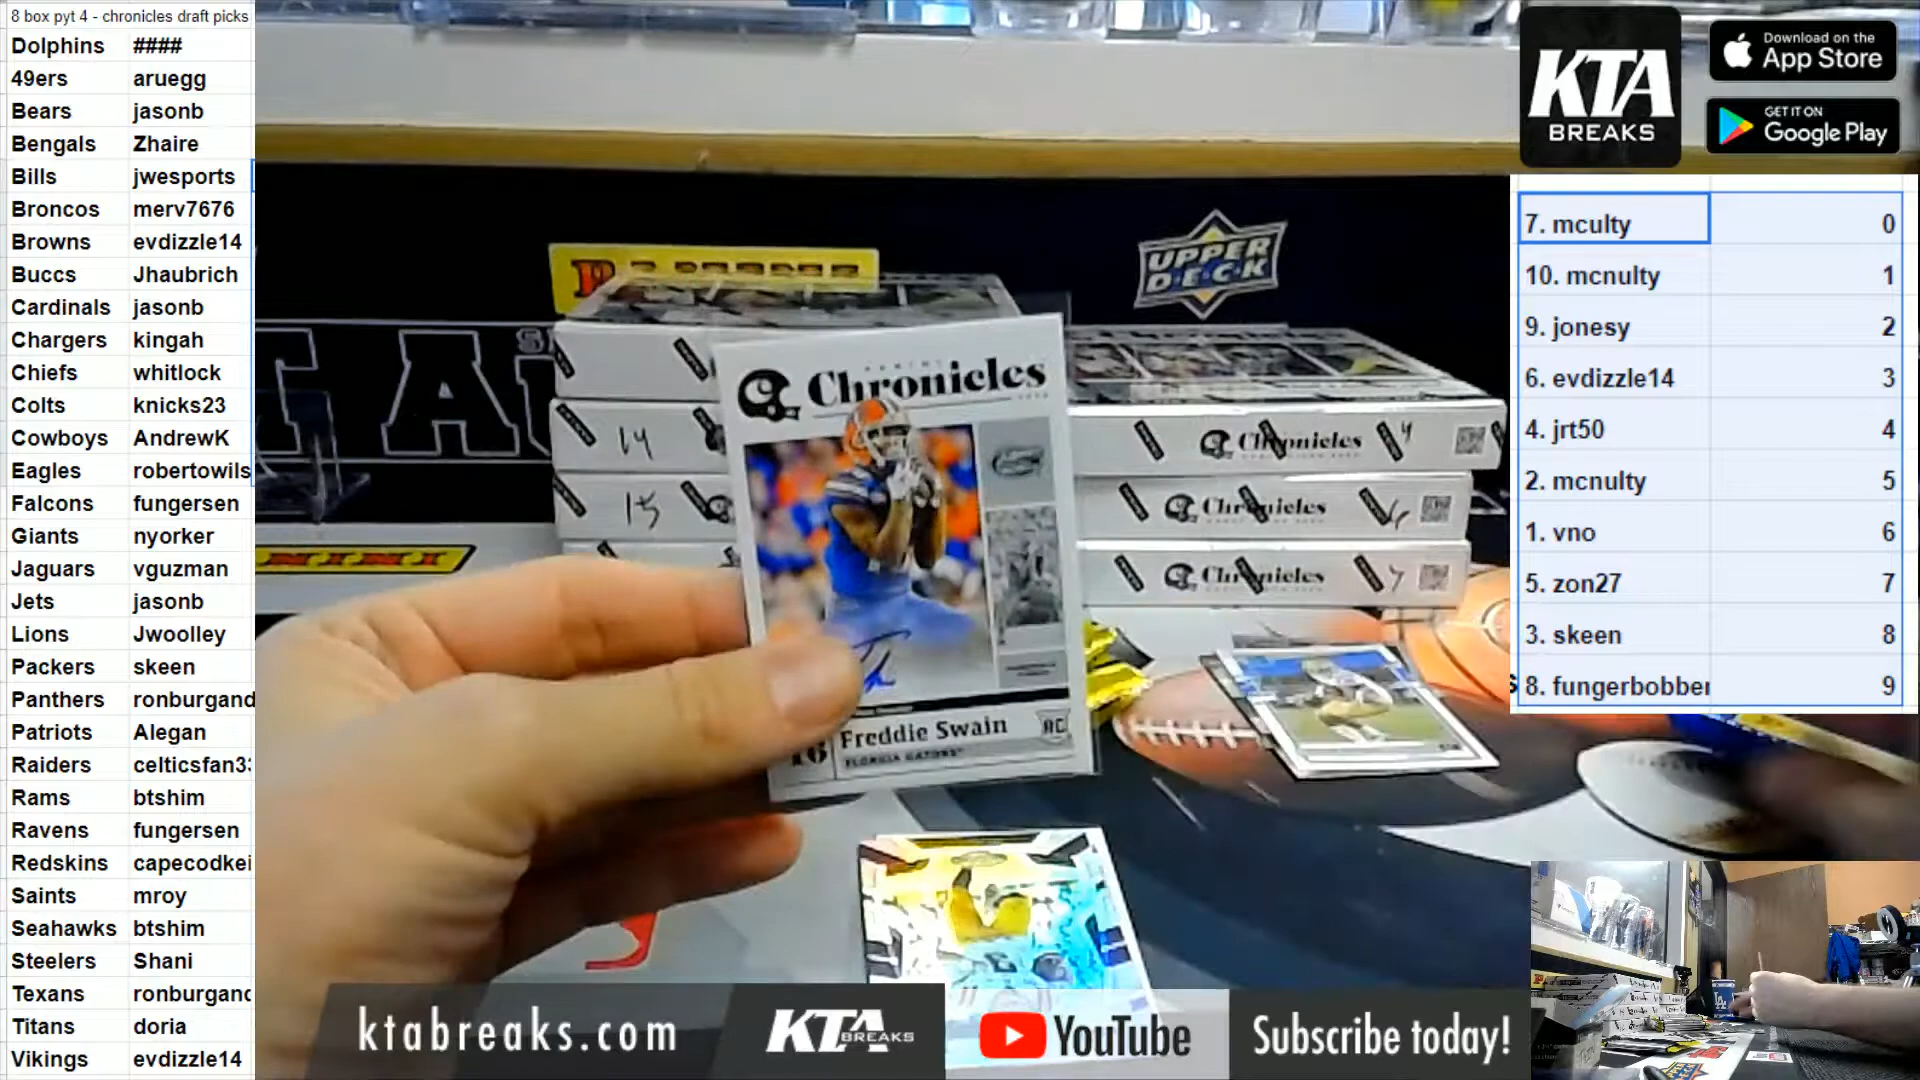 8 box pyt 4 - chronicles draft picks
Dolphins ####
49ers aruegg
Bears jasonb
Bengals Zhaire
Bills jwesports
Broncos merv7676
Browns evdizzle14
Buccs Jhaubrich
Cardinals jasonb
Chargers kingah
Chiefs whitlock
Colts knicks23
Cowboys AndrewK
Eagles robertowils
Falcons fungersen
Giants nyorker
Jaguars vguzman
Jets jasonb
Lions Jwoolley
Packers skeen
Panthers ronburgand
Patriots Alegan
Raiders celticsfan3
Rams btshim
Ravens fungersen
Redskins capecodkei
Saints mroy
Seahawks btshim
Steelers Shani
Texans ronburgand
Titans doria
Vikings evdizzle14
UPPER
DECK
14
15
PANINI
Chronicles
Freddie Swain
RC
FLORIDA GATORS
Chronicles 4
Chronicles
Chronicles 7
KTA
BREAKS
Download on the
App Store
GET IT ON
Google Play
7. mculty 0
10. mcnulty 1
9. jonesy 2
6. evdizzle14 3
4. jrt50 4
2. mcnulty 5
1. vno 6
5. zon27 7
3. skeen 8
8. fungerbobber 9
ktabreaks.com
KTA
BREAKS
YouTube
Subscribe today!